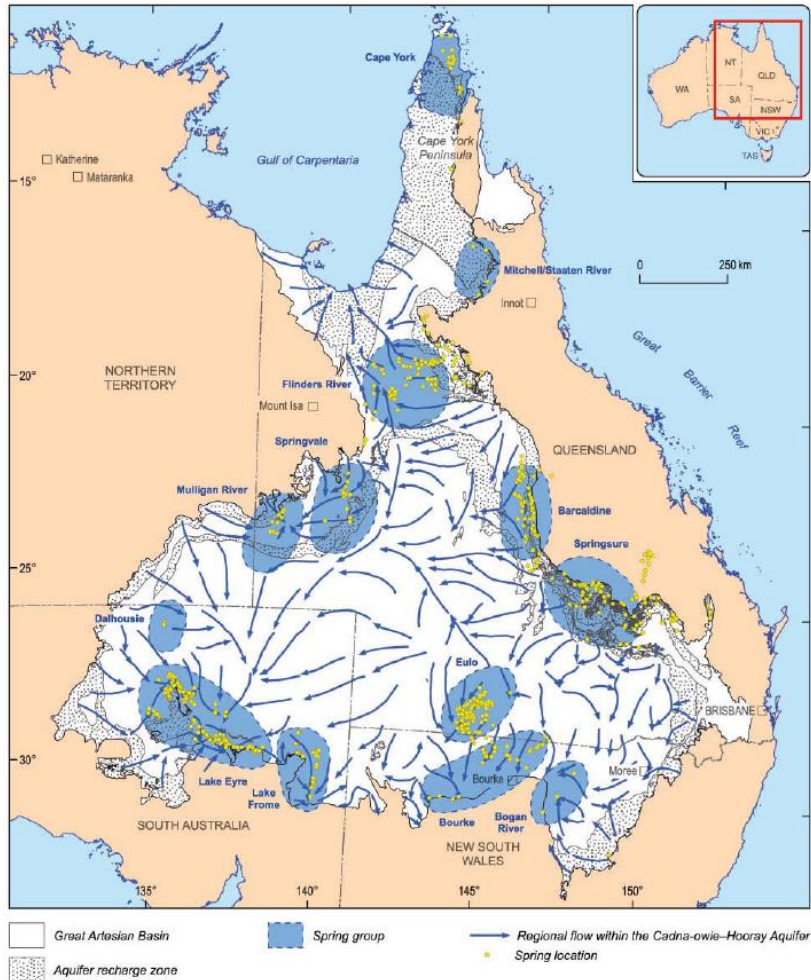 Cape York
Gulf of Carpentaria
Cape York
Peninsula
Katherine
Mataranka
15°
NT
QLD
WA
SA
NSW
VIC
TAS
Mitchell/Staaten River
0
250 km
Innot
Great
Barrier
Reef
20°
NORTHERN
TERRITORY
Flinders River
Mount Isa
Springvale
QUEENSLAND
Mulligan River
Barcaldine
Springsure
25°
Dalhousie
Eulo
BRISBANE
30°
Lake Eyre
Lake
Frome
Bourke
Bourke
Bogan
River
Moree
SOUTH AUSTRALIA
NEW SOUTH
WALES
135°
140°
145°
150°
Great Artesian Basin
Spring group
Regional flow within the Cadna-owie–Hooray Aquifer
Spring location
Aquifer recharge zone